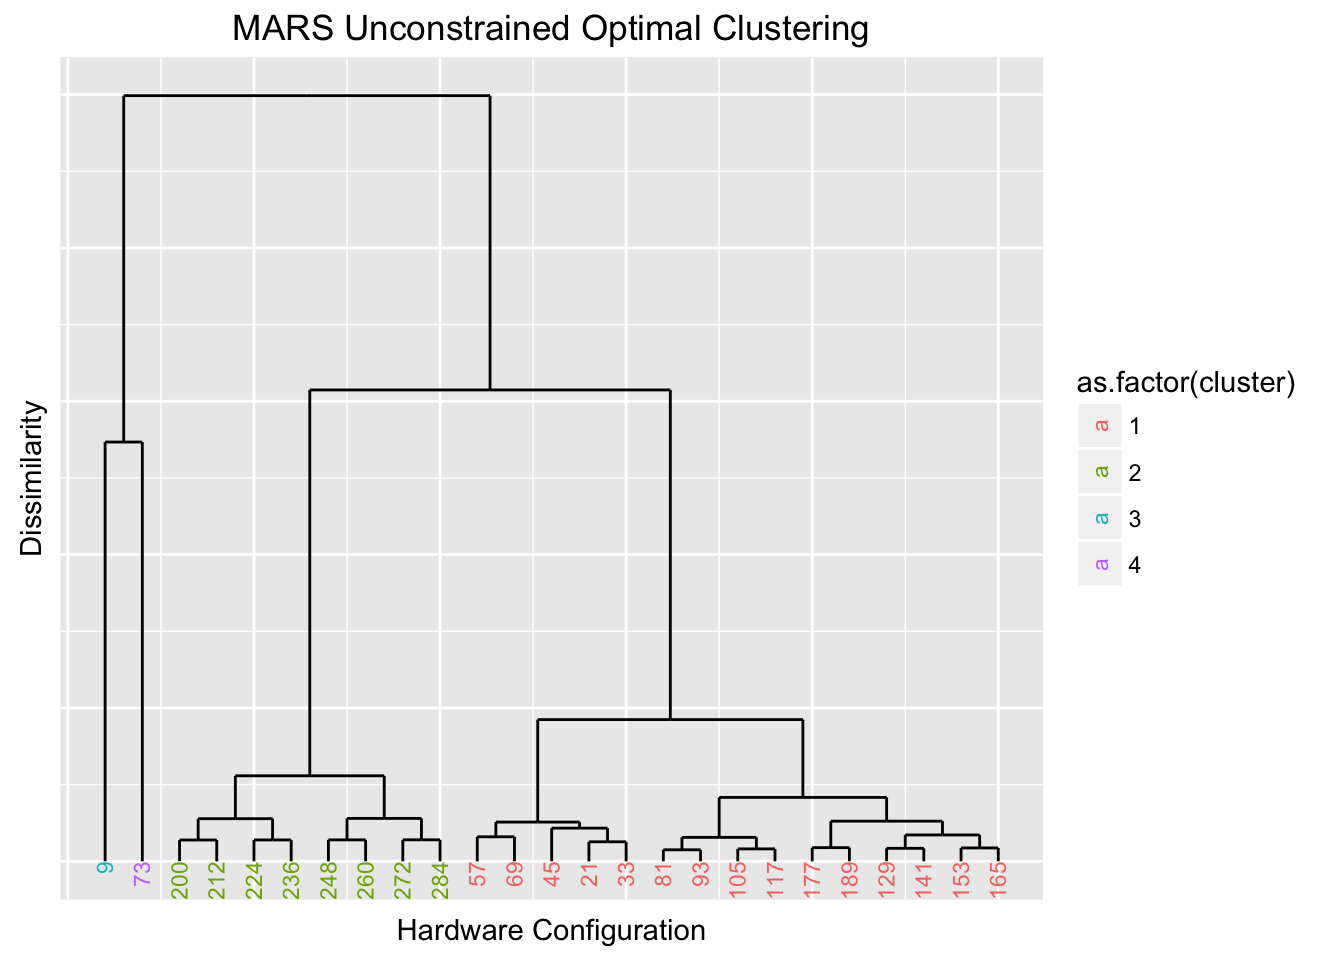 MARS Unconstrained Optimal Clustering
Dissimilarity
9 73 200 212 224 236 248 260 272 284 57 69 45 21 33 81 93 105 117 177 189 129 141 153 165
Hardware Configuration
as.factor(cluster)
a 1
a 2
a 3
a 4